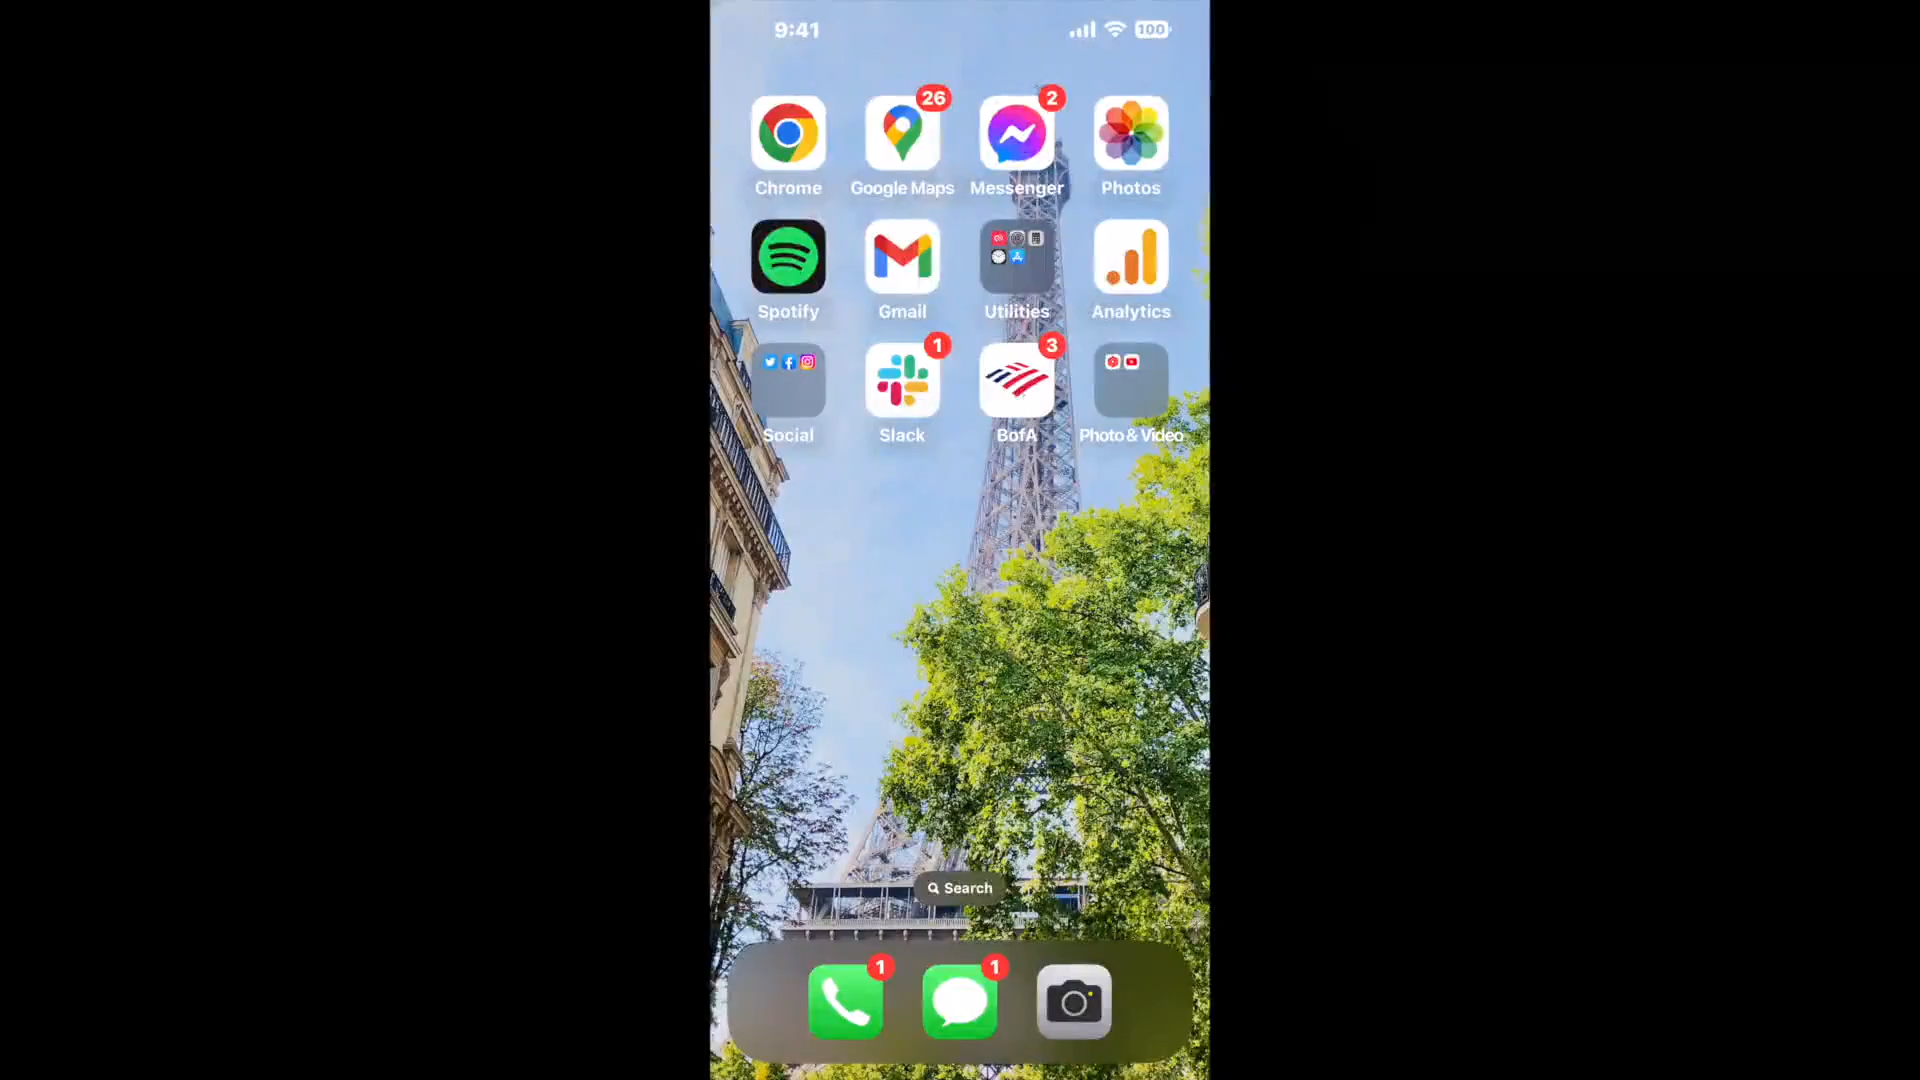 9:41
100
26
2
Chrome
Google Maps
Messenger
Photos
Spotify
Gmail
Utilities
Analytics
1
3
Social
Slack
BofA
Photo & Video
Search
1
1